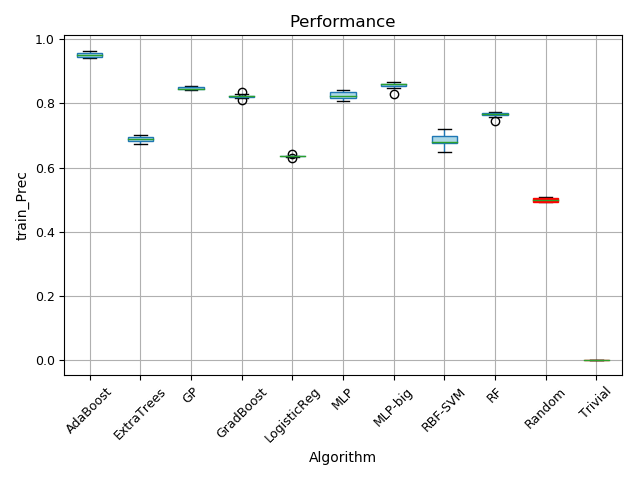 Performance
train_Prec
1.0
0.8
0.6
0.4
0.2
0.0
AdaBoost
ExtraTrees
GP
GradBoost
LogisticReg
MLP
MLP-big
RBF-SVM
RF
Random
Trivial
Algorithm